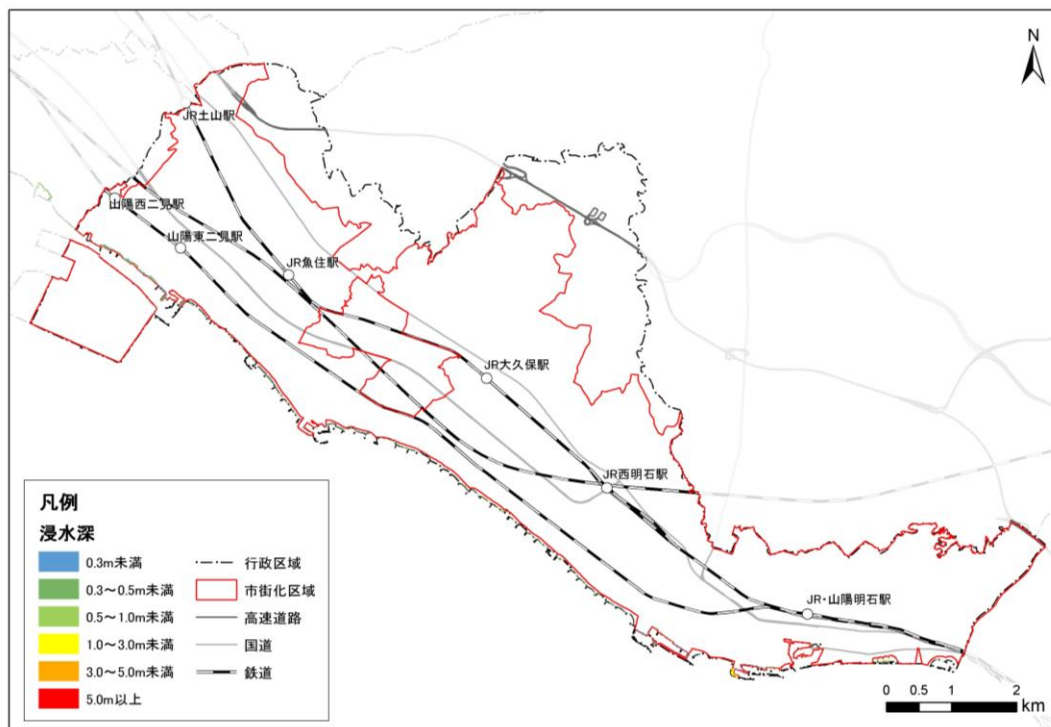 N
JR土山駅
山陽西二見駅
山陽東二見駅
JR魚住駅
JR大久保駅
JR西明石駅
JR・山陽明石駅
凡例
浸水深
0.3m未満
0.3～0.5m未満
0.5～1.0m未満
1.0～3.0m未満
3.0～5.0m未満
5.0m以上
行政区域
市街化区域
高速道路
国道
鉄道
0 0.5 1 2
km